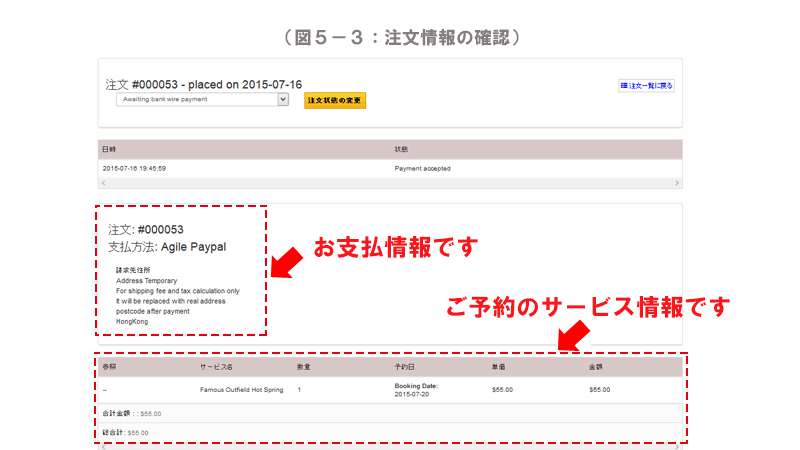 （図５－３：注文情報の確認）
注文 #000053 - placed on 2015-07-16
Awaiting bank wire payment
注文状態の変更
注文一覧に戻る
日時 状態
2015-07-16 19:45:59 Payment accepted
注文: #000053
支払方法: Agile Paypal
お支払情報です
請求先住所
Address Temporary
For shipping fee and tax calculation only
It will be replaced with real address
postcode after payment
HongKong
ご予約のサービス情報です
参照 サービス名 数量 予約日 単価 金額
-- Famous Outfield Hot Spring 1 Booking Date: 2015-07-20 $55.00 $55.00
合計金額 : : $55.00
総合計: $55.00